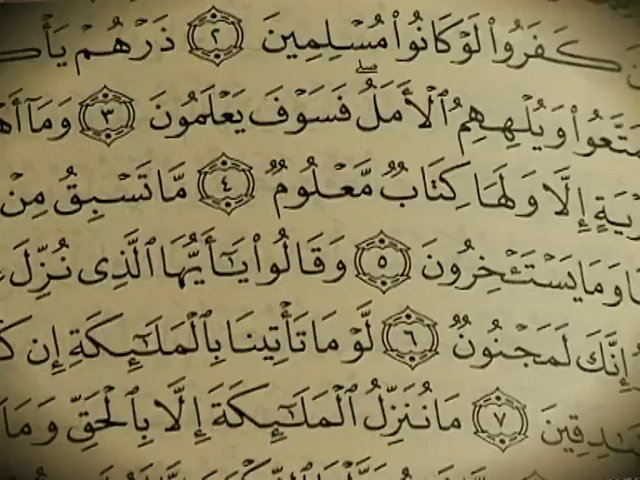 كَفَرُوا۟ لَوْ كَانُوا۟ مُسْلِمِينَ ٢ ذَرْهُمْ
وَيُلْهِهِمُ ٱلْأَمَلُ ۖ فَسَوْفَ يَعْلَمُونَ ٣ وَمَآ
إِلَّا وَلَهَا كِتَابٌ مَّعْلُومٌ ٤ مَّا تَسْبِقُ مِنْ
وَمَا يَسْتَـْٔخِرُونَ ٥ وَقَالُوا۟ يَـٰٓأَيُّهَا ٱلَّذِى نُزِّلَ
إِنَّكَ لَمَجْنُونٌ ٦ لَّوْ مَا تَأْتِينَا بِٱلْمَلَـٰٓئِكَةِ إِن
٧ مَا نُنَزِّلُ ٱلْمَلَـٰٓئِكَةَ إِلَّا بِٱلْحَقِّ وَمَا